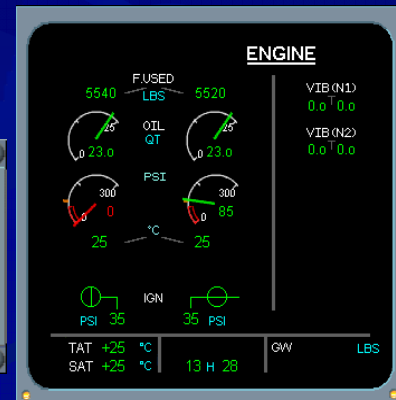 ENGINE
F.USED
5540 LBS 5520
VIB (N1)
0.0 T 0.0
25 OIL 25
QT
0 23.0 0 23.0
VIB (N2)
0.0 T 0.0
PSI
300 300
0 0 0 85
°C
25 25
IGN
PSI 35 35 PSI
TAT +25 °C GW LBS
SAT +25 °C 13 H 28